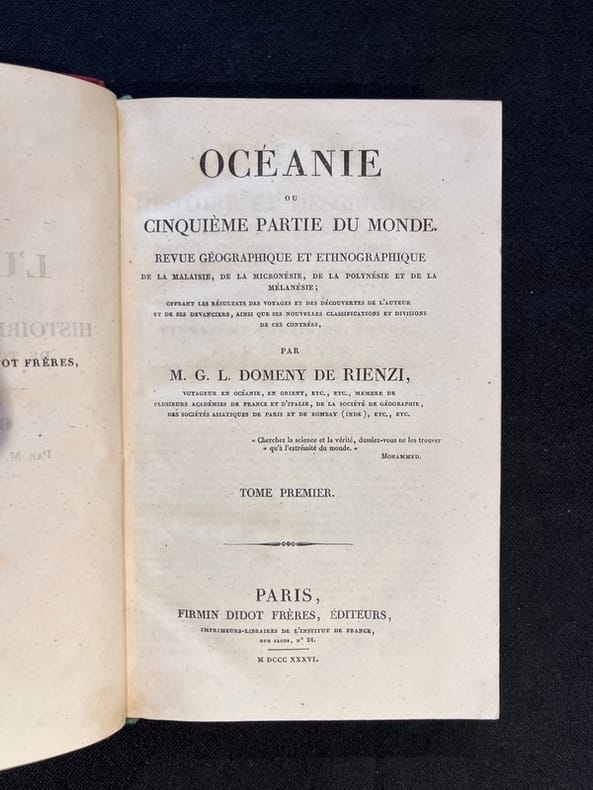 OT FRÈRES,
OCÉANIE
OU
CINQUIÈME PARTIE DU MONDE.
REVUE GÉOGRAPHIQUE ET ETHNOGRAPHIQUE
DE LA MALAISIE, DE LA MICRONÉSIE, DE LA POLYNÉSIE ET DE LA
MÉLANÉSIE;
OFFRANT LES RÉSULTATS DES VOYAGES ET DES DÉCOUVERTES DE L'AUTEUR
ET DE SES DEVANCIERS, AINSI QUE SES NOUVELLES CLASSIFICATIONS ET DIVISIONS
DE CES CONTRÉES,
PAR
M. G. L. DOMENY DE RIENZI,
VOYAGEUR EN OCÉANIE, EN ORIENT, ETC., ETC., MEMBRE DE
PLUSIEURS ACADÉMIES DE FRANCE ET D'ITALIE, DE LA SOCIÉTÉ DE GÉOGRAPHIE,
DES SOCIÉTÉS ASIATIQUES DE PARIS ET DE BOMBAY (INDE), ETC., ETC.
« Cherchez la science et la vérité, dussiez-vous ne les trouver
« qu'à l'extrémité du monde. »
MOHAMMED.
TOME PREMIER.
PARIS,
FIRMIN DIDOT FRÈRES, ÉDITEURS,
IMPRIMEURS-LIBRAIRES DE L'INSTITUT DE FRANCE,
RUE JACOB, N° 24.
M DCCC XXXVI.